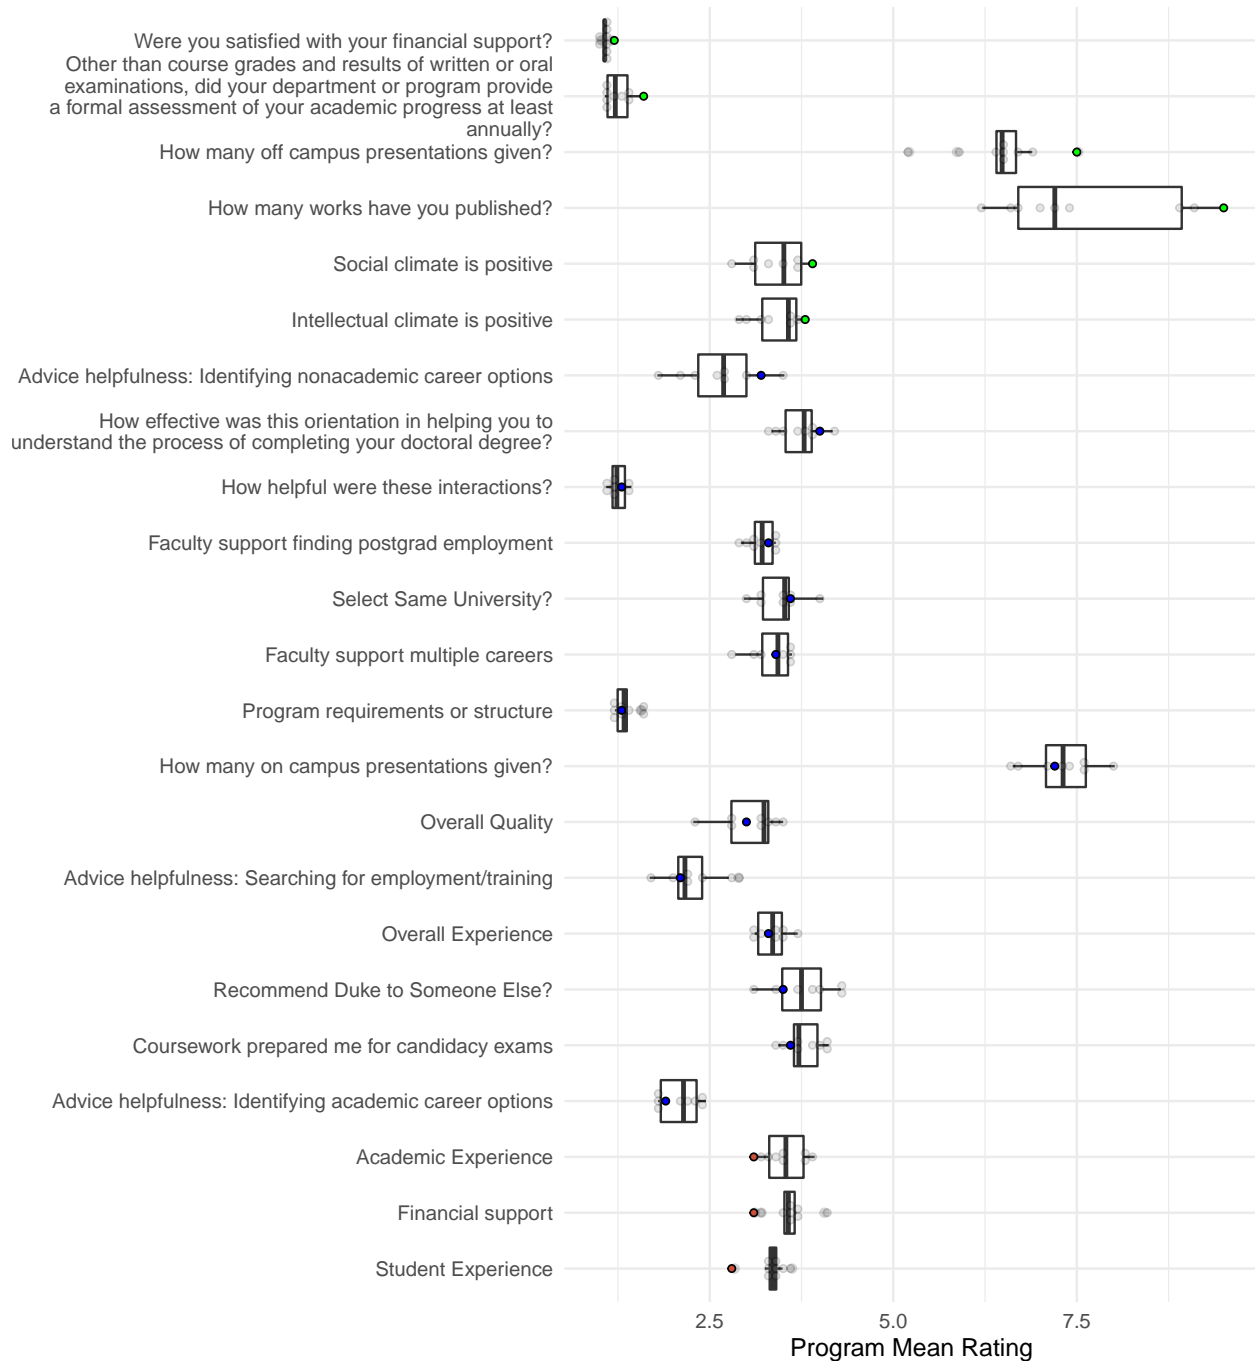 Were you satisfied with your financial support?
Other than course grades and results of written or oral
examinations, did your department or program provide
a formal assessment of your academic progress at least
annually?
How many off campus presentations given?
How many works have you published?
Social climate is positive
Intellectual climate is positive
Advice helpfulness: Identifying nonacademic career options
How effective was this orientation in helping you to
understand the process of completing your doctoral degree?
How helpful were these interactions?
Faculty support finding postgrad employment
Select Same University?
Faculty support multiple careers
Program requirements or structure
How many on campus presentations given?
Overall Quality
Advice helpfulness: Searching for employment/training
Overall Experience
Recommend Duke to Someone Else?
Coursework prepared me for candidacy exams
Advice helpfulness: Identifying academic career options
Academic Experience
Financial support
Student Experience
2.5 5.0 7.5
Program Mean Rating